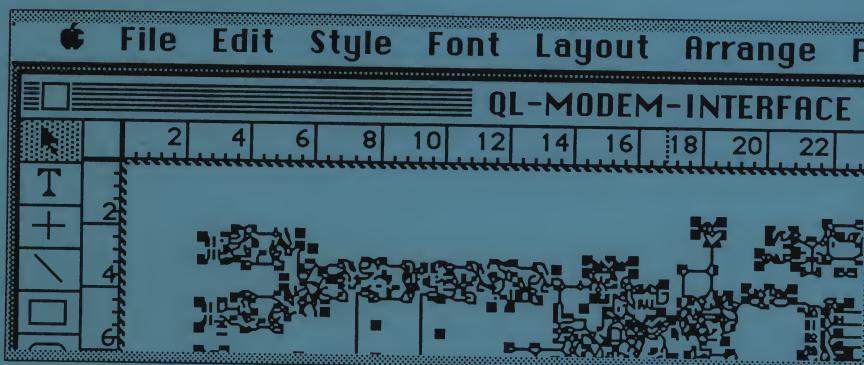 File Edit Style Font Layout Arrange F
QL-MODEM-INTERFACE
2 4 6 8 10 12 14 16 18 20 22
T
2
4
6